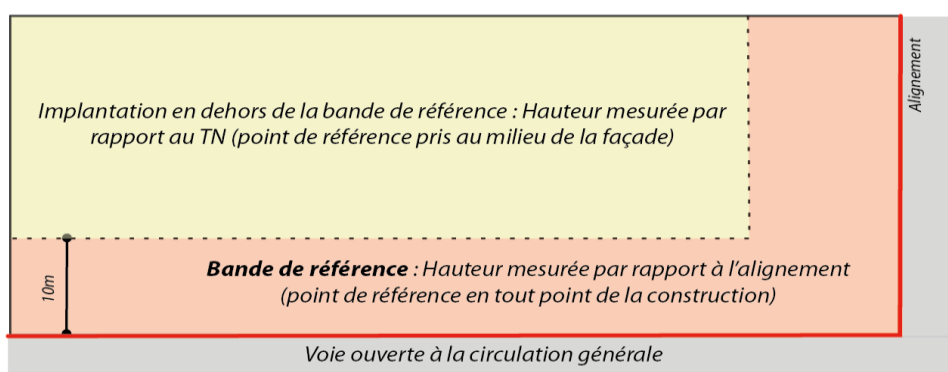 Implantation en dehors de la bande de référence : Hauteur mesurée par
rapport au TN (point de référence pris au milieu de la façade)
Alignement
Bande de référence : Hauteur mesurée par rapport à l'alignement
(point de référence en tout point de la construction)
10m
Voie ouverte à la circulation générale